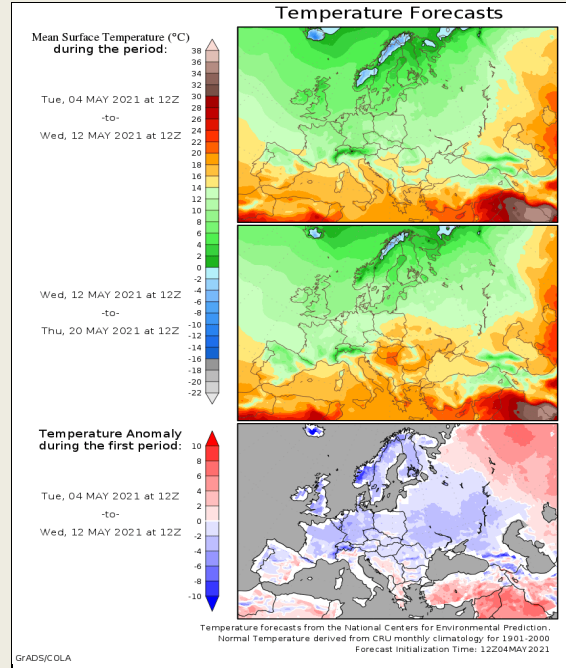 Temperature Forecasts
Mean Surface Temperature (°C)
during the period:
Tue, 04 MAY 2021 at 12Z
-to-
Wed, 12 MAY 2021 at 12Z
38
36
34
32
30
28
26
24
22
20
18
16
14
12
10
8
6
4
2
0
-2
-4
-6
-8
-10
-12
-14
-16
-18
-20
-22
Wed, 12 MAY 2021 at 12Z
-to-
Thu, 20 MAY 2021 at 12Z
Temperature Anomaly
during the first period:
Tue, 04 MAY 2021 at 12Z
-to-
Wed, 12 MAY 2021 at 12Z
10
8
6
4
2
0
-2
-4
-6
-8
-10
Temperature forecasts from the National Centers for Environmental Prediction.
Normal Temperature derived from CRU monthly climatology for 1901-2000
Forecast Initialization Time: 12Z04MAY2021
GrADS/COLA